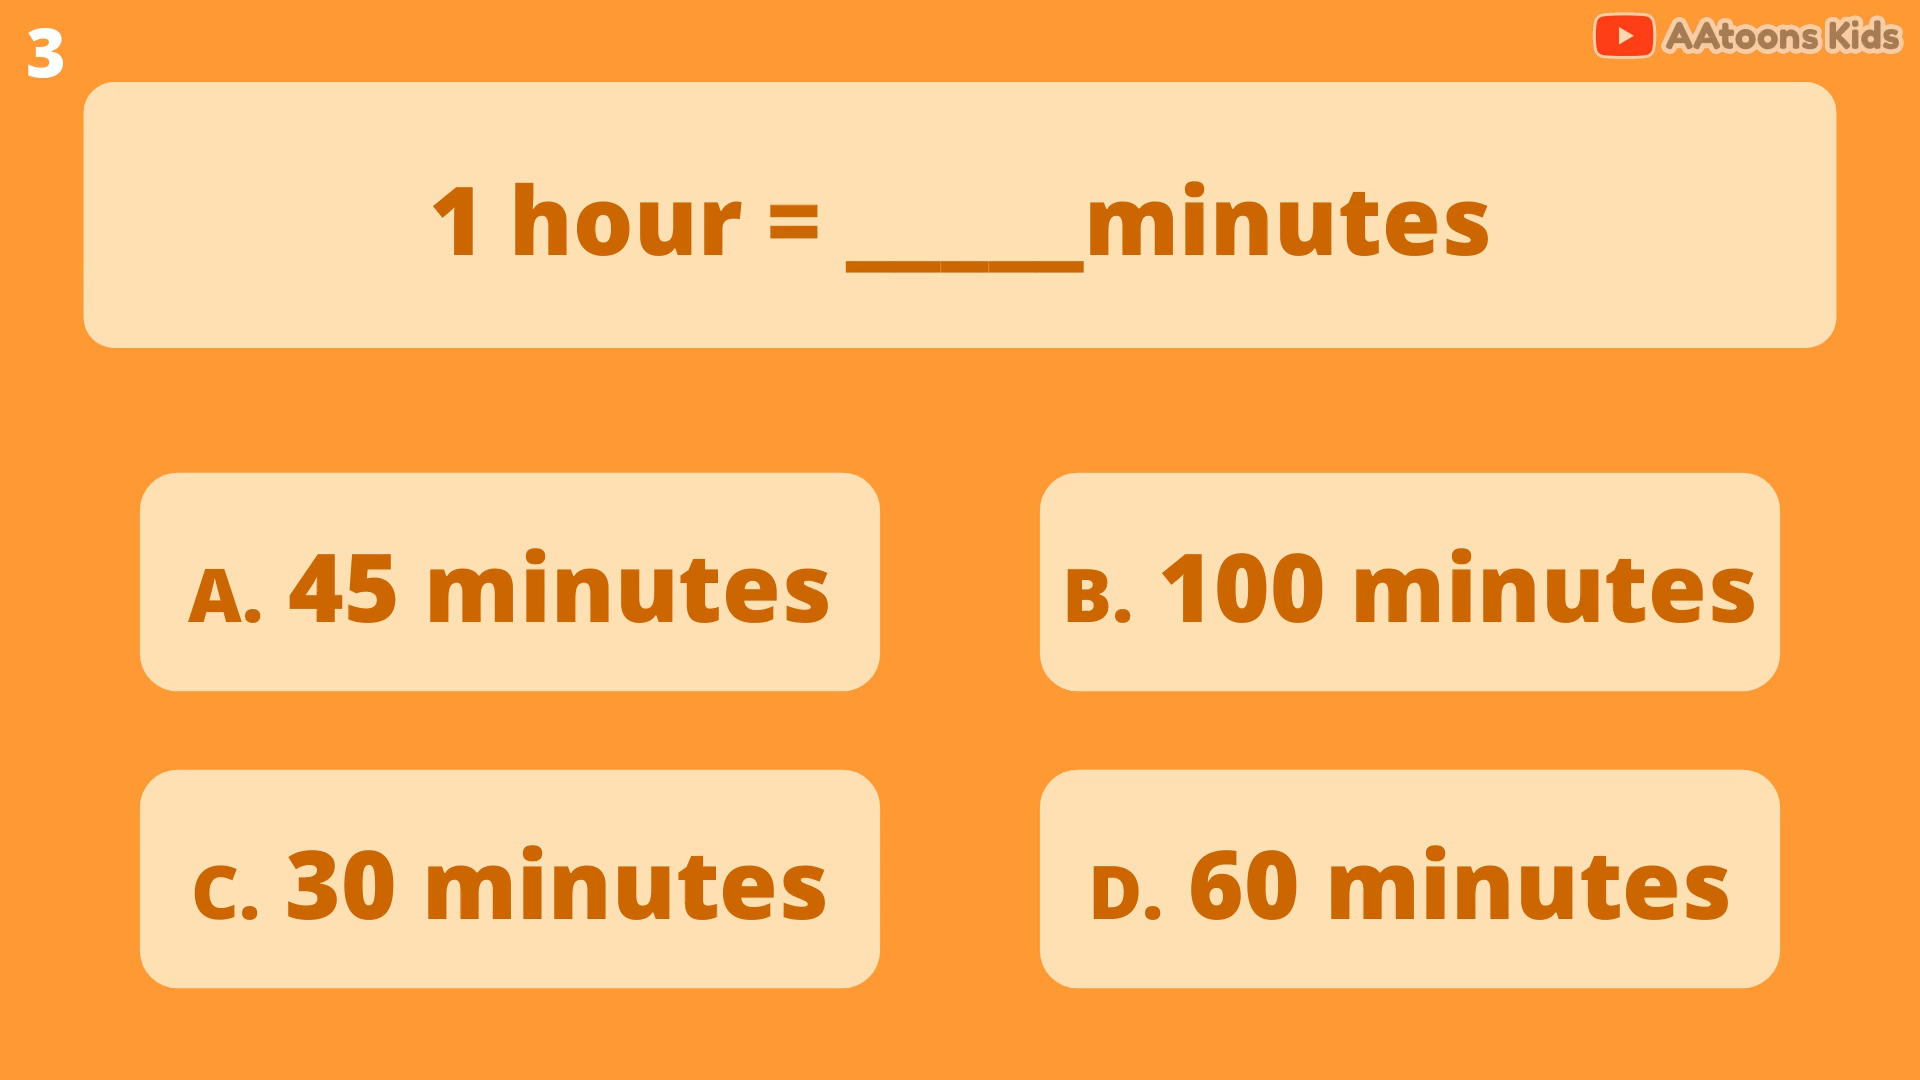 3
AAtoons Kids
1 hour = _____minutes
A. 45 minutes
B. 100 minutes
C. 30 minutes
D. 60 minutes